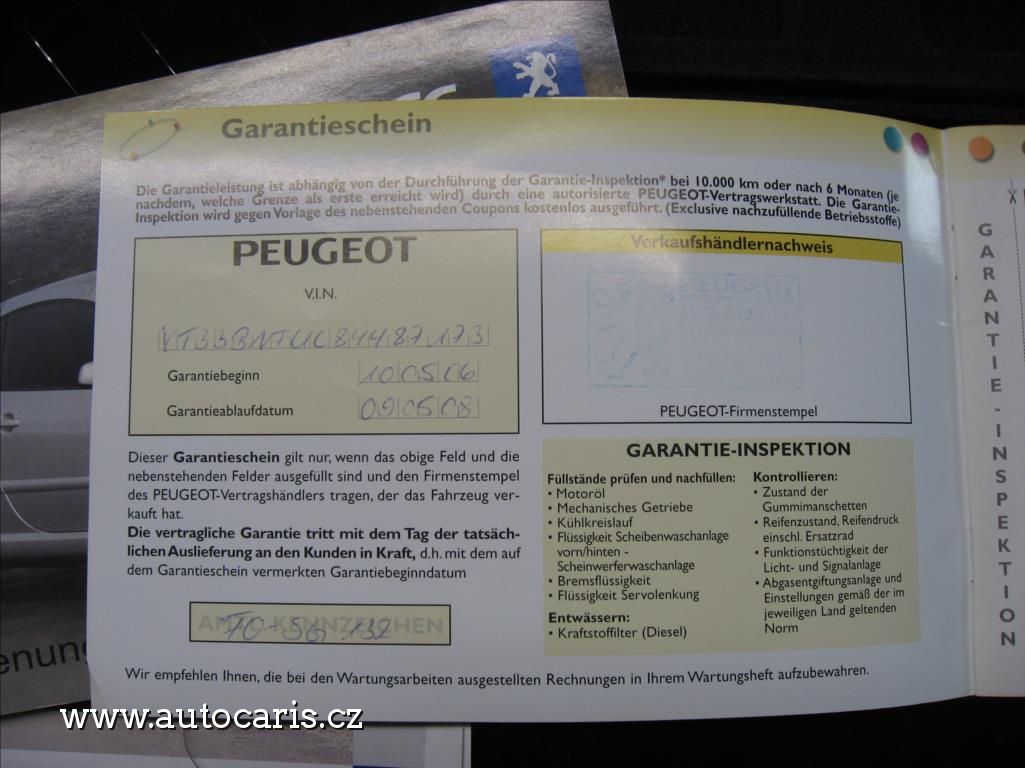 Garantieschein
Die Garantieleistung ist abhängig von der Durchführung der Garantie-Inspektion* bei 10.000 km oder nach 6 Monaten (je
nachdem, welche Grenze als erste erreicht wird) durch eine autorisierte PEUGEOT-Vertragswerkstatt. Die Garantie-
Inspektion wird gegen Vorlage des nebenstehenden Coupons kostenlos ausgeführt. (Exclusive nachzufüllende Betriebsstoffe)
PEUGEOT
V.I.N.
Garantiebeginn 10 05 06
Garantieablaufdatum 09 05 08
Verkaufshändlernachweis
PEUGEOT
PEUGEOT-Firmenstempel
Dieser Garantieschein gilt nur, wenn das obige Feld und die
nebenstehenden Felder ausgefüllt sind und den Firmenstempel
des PEUGEOT-Vertragshändlers tragen, der das Fahrzeug ver-
kauft hat.
Die vertragliche Garantie tritt mit dem Tag der tatsäch-
lichen Auslieferung an den Kunden in Kraft, d.h. mit dem auf
dem Garantieschein vermerkten Garantiebeginndatum
GARANTIE-INSPEKTION
Füllstände prüfen und nachfüllen:
• Motoröl
• Mechanisches Getriebe
• Kühlkreislauf
• Flüssigkeit Scheibenwaschanlage
vorn/hinten -
Scheinwerferwaschanlage
• Bremsflüssigkeit
• Flüssigkeit Servolenkung
Entwässern:
• Kraftstoffilter (Diesel)
Kontrollieren:
• Zustand der
Gummimanschetten
• Reifenzustand, Reifendruck
einschl. Ersatzrad
• Funktionstüchtigkeit der
Licht- und Signalanlage
• Abgasentgiftungsanlage und
Einstellungen gemäß der im
jeweiligen Land geltenden
Norm
Wir empfehlen Ihnen, die bei den Wartungsarbeiten ausgestellten Rechnungen in Ihrem Wartungsheft aufzubewahren.
GARANTIE-INSPEKTION
www.autocaris.cz